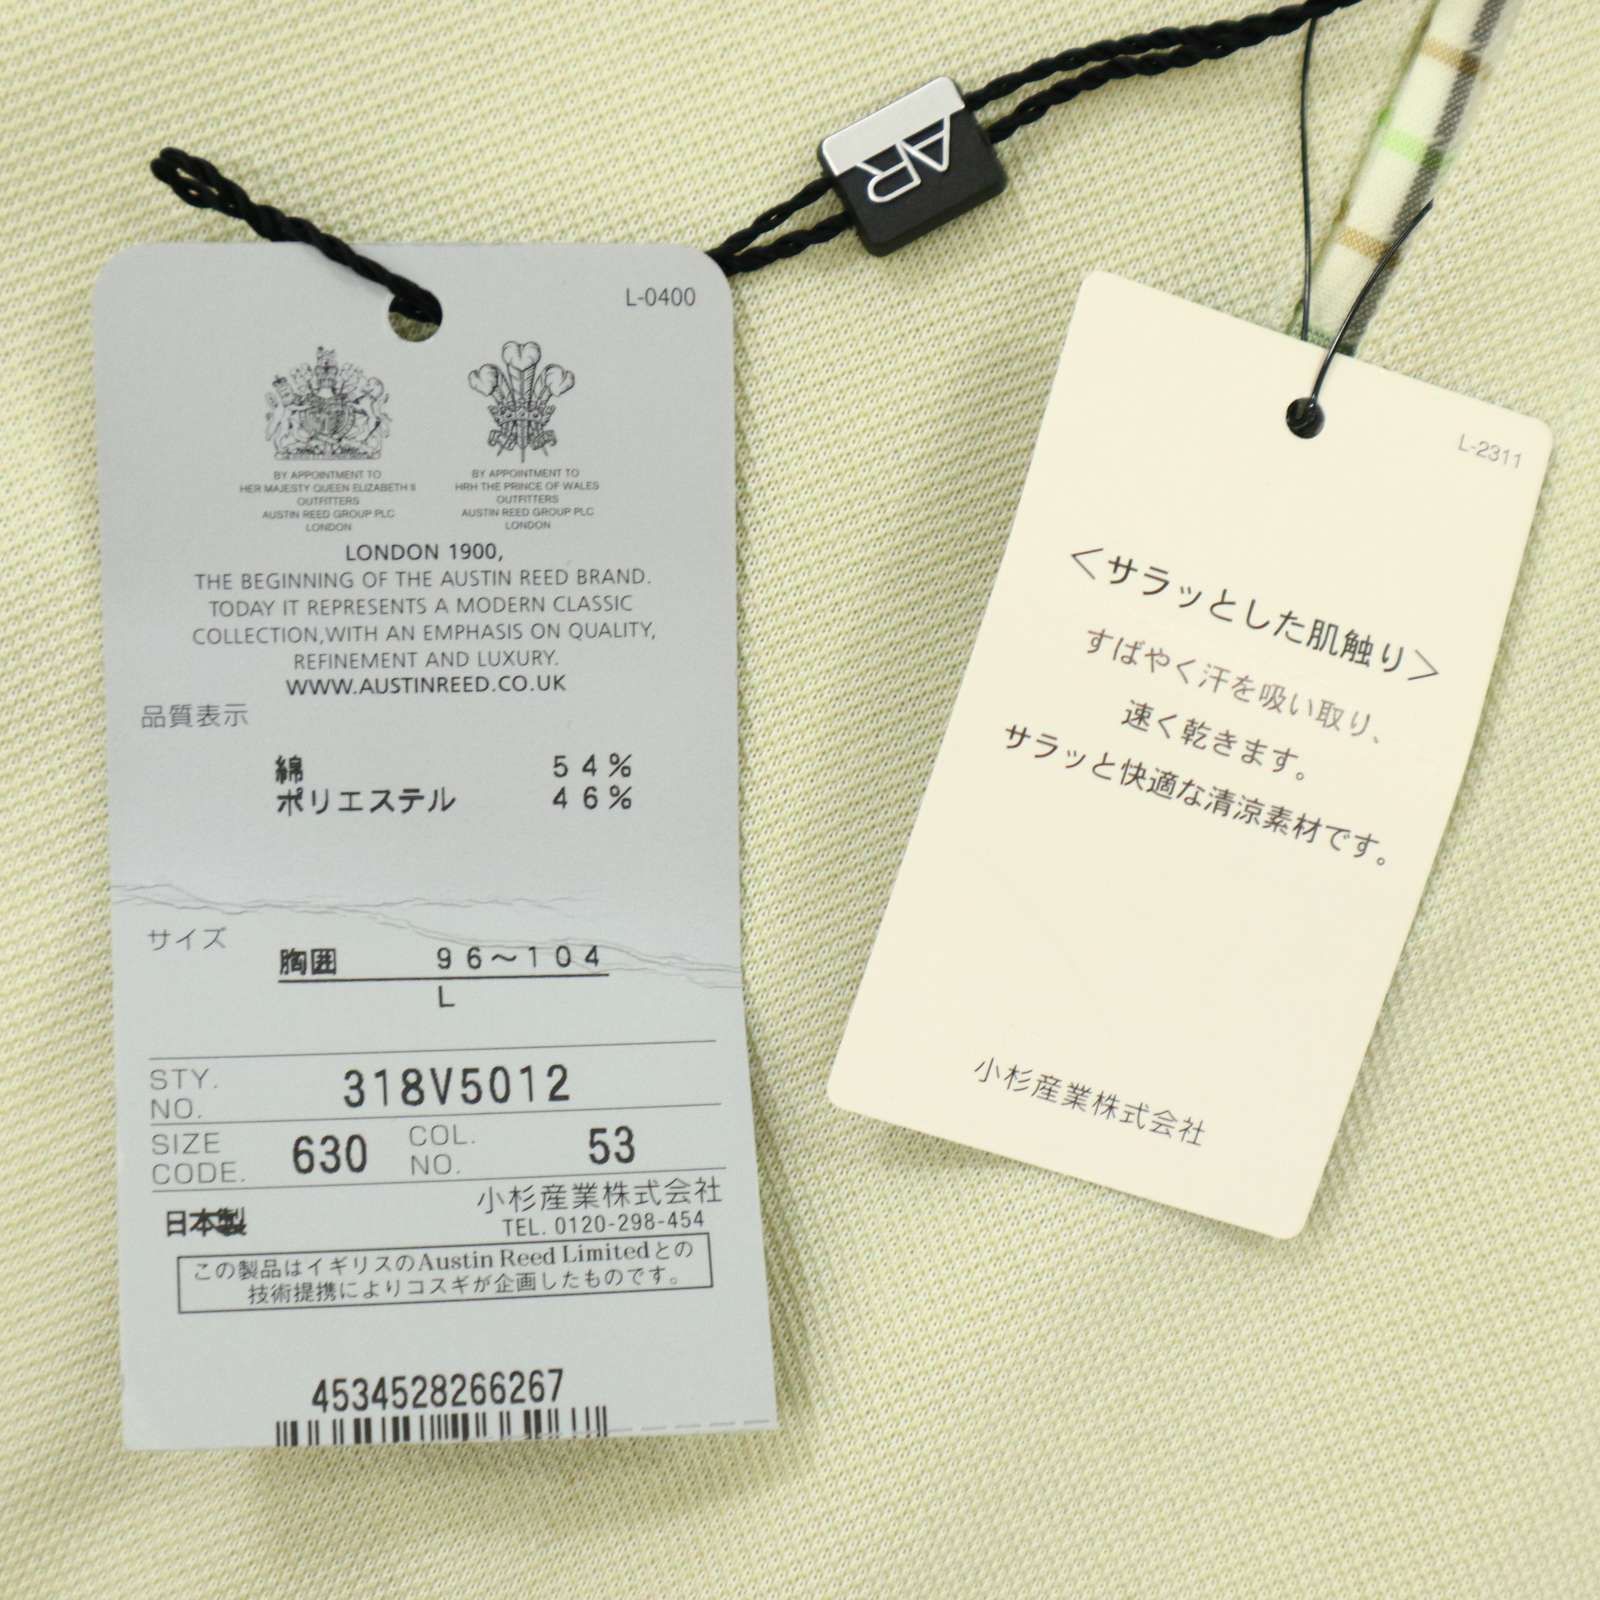 AR
L-0400
BY APPOINTMENT TO
HER MAJESTY QUEEN ELIZABETH II
OUTFITTERS
AUSTIN REED GROUP PLC
LONDON
BY APPOINTMENT TO
HRH THE PRINCE OF WALES
OUTFITTERS
AUSTIN REED GROUP PLC
LONDON
LONDON 1900,
THE BEGINNING OF THE AUSTIN REED BRAND.
TODAY IT REPRESENTS A MODERN CLASSIC
COLLECTION,WITH AN EMPHASIS ON QUALITY,
REFINEMENT AND LUXURY.
WWW.AUSTINREED.CO.UK
品質表示
綿 54%
ポリエステル 46%
サイズ
胸囲 96〜104
L
STY. NO. 318V5012
SIZE CODE. 630 COL. NO. 53
小杉産業株式会社
日本製 TEL. 0120-298-454
この製品はイギリスのAustin Reed Limitedとの
技術提携によりコスギが企画したものです。
4534528266267
L-2311
＜サラッとした肌触り＞
すばやく汗を吸い取り、
速く乾きます。
サラッと快適な清涼素材です。
小杉産業株式会社